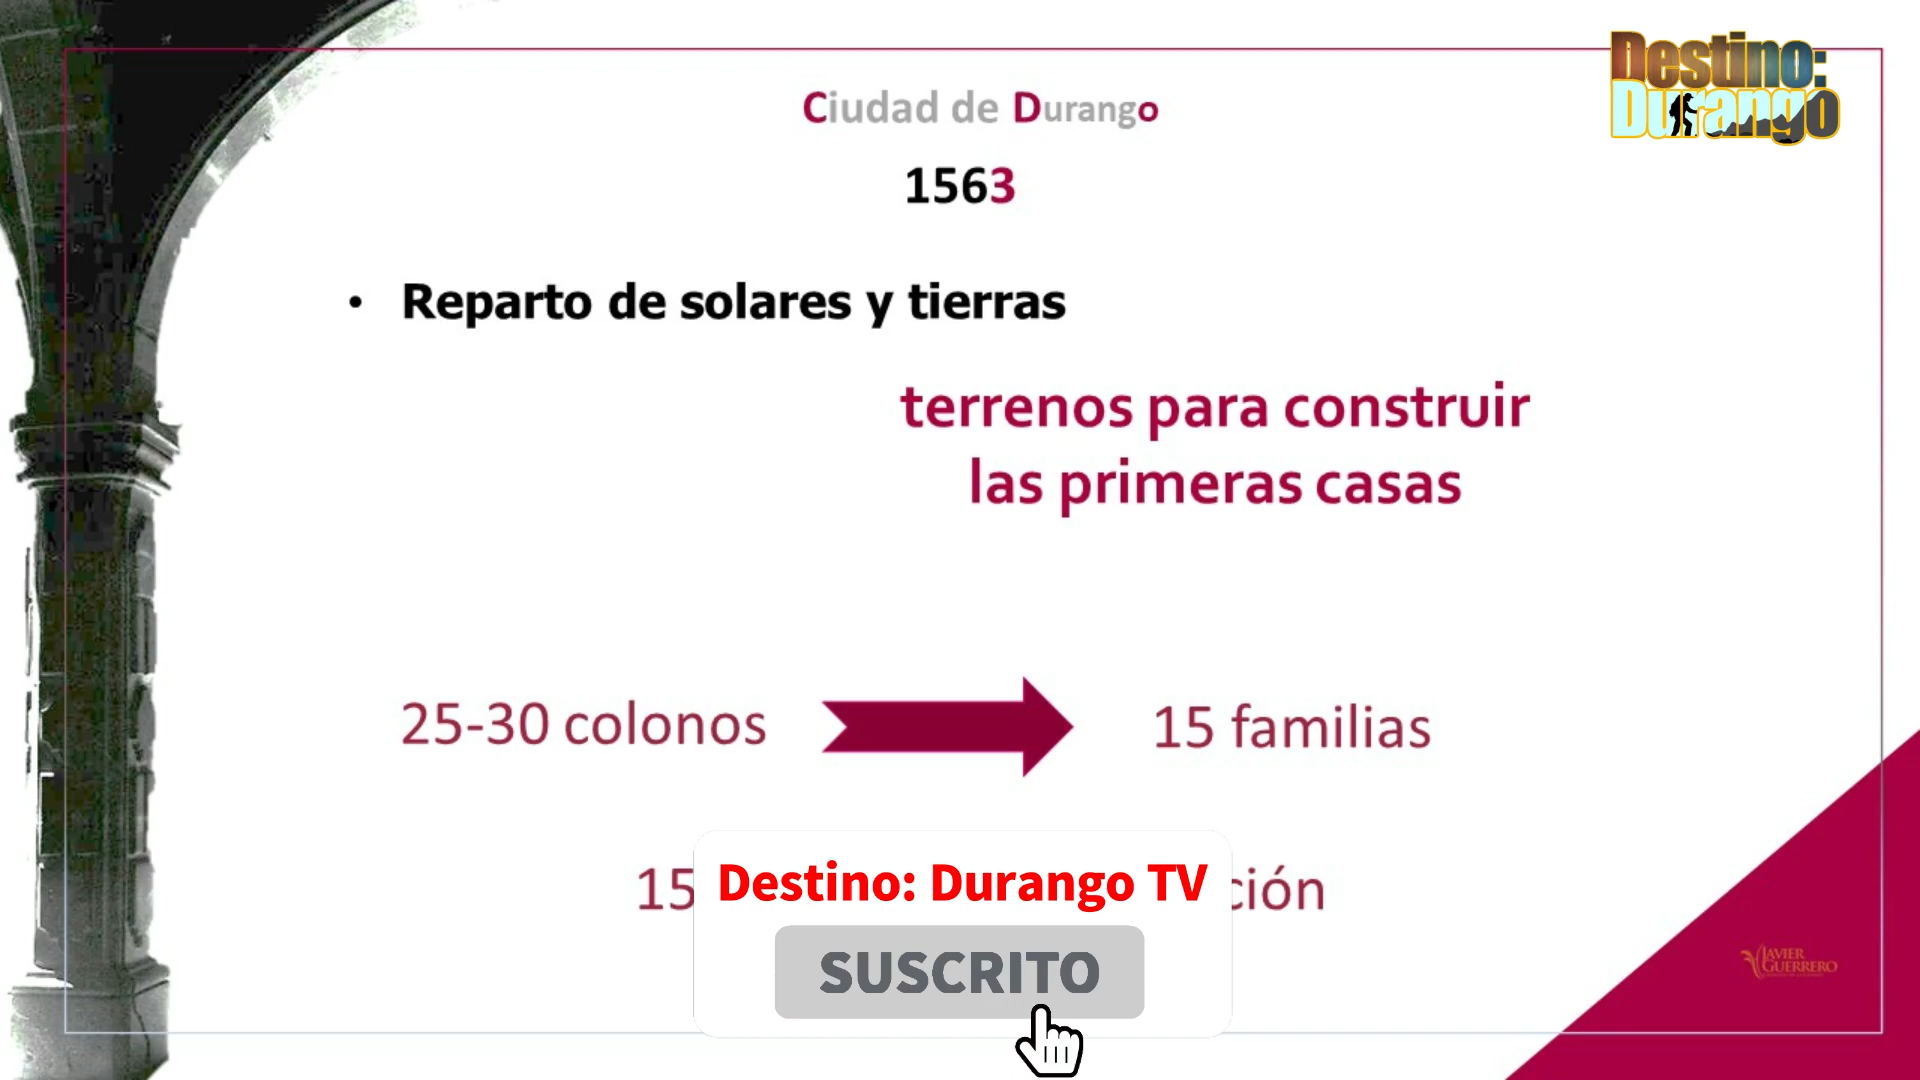 Destino:
Durango
Ciudad de Durango
1563
• Reparto de solares y tierras
terrenos para construir
las primeras casas
25-30 colonos
15 familias
15
Destino: Durango TV
SUSCRITO
JAVIER
GUERRERO